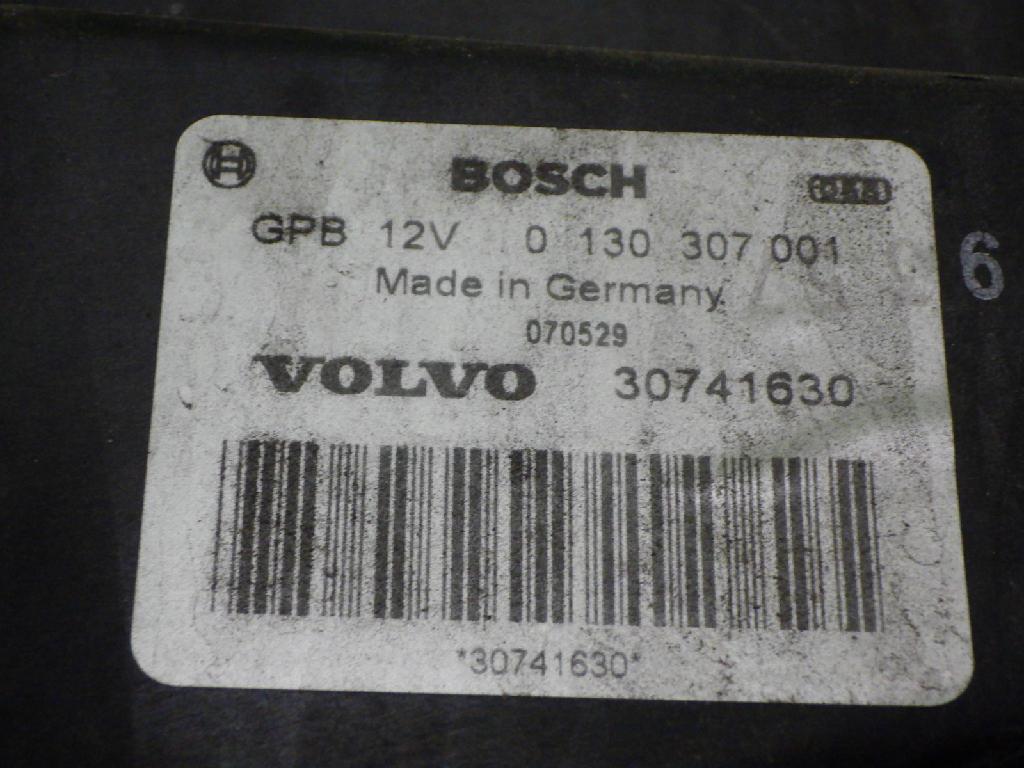 BOSCH
GPB 12V 0 130 307 001
Made in Germany
070529
VOLVO 30741630
*30741630*
6